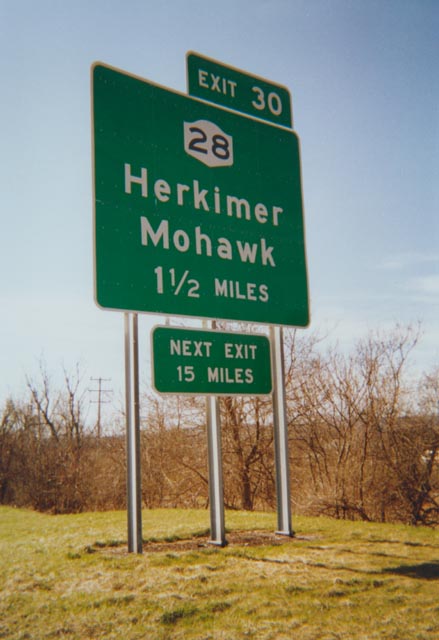 EXIT 30
28
Herkimer
Mohawk
1½ MILES
NEXT EXIT
15 MILES